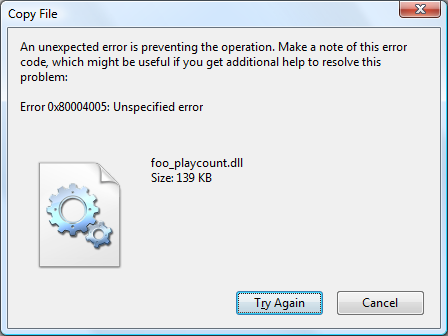 Copy File
An unexpected error is preventing the operation. Make a note of this error
code, which might be useful if you get additional help to resolve this
problem:
Error 0x80004005: Unspecified error
foo_playcount.dll
Size: 139 KB
Try Again
Cancel